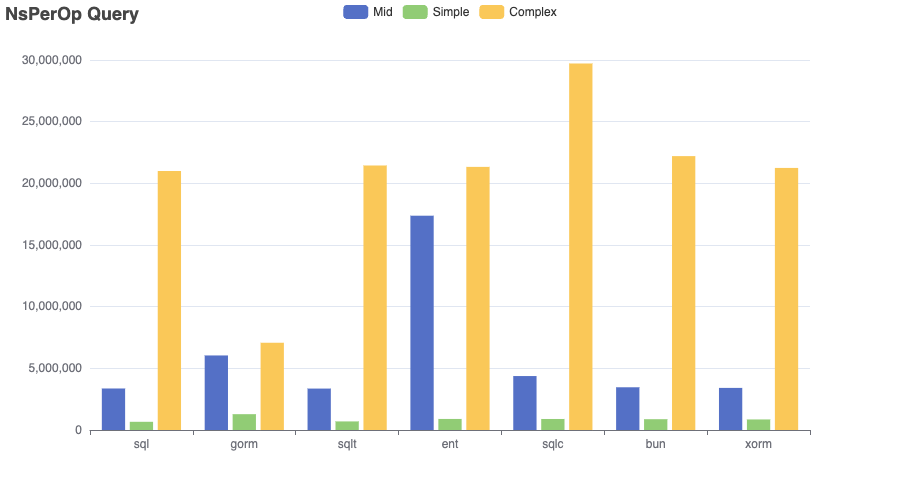 NsPerOp Query
Mid Simple Complex
30,000,000
25,000,000
20,000,000
15,000,000
10,000,000
5,000,000
0
sql gorm sqlt ent sqlc bun xorm